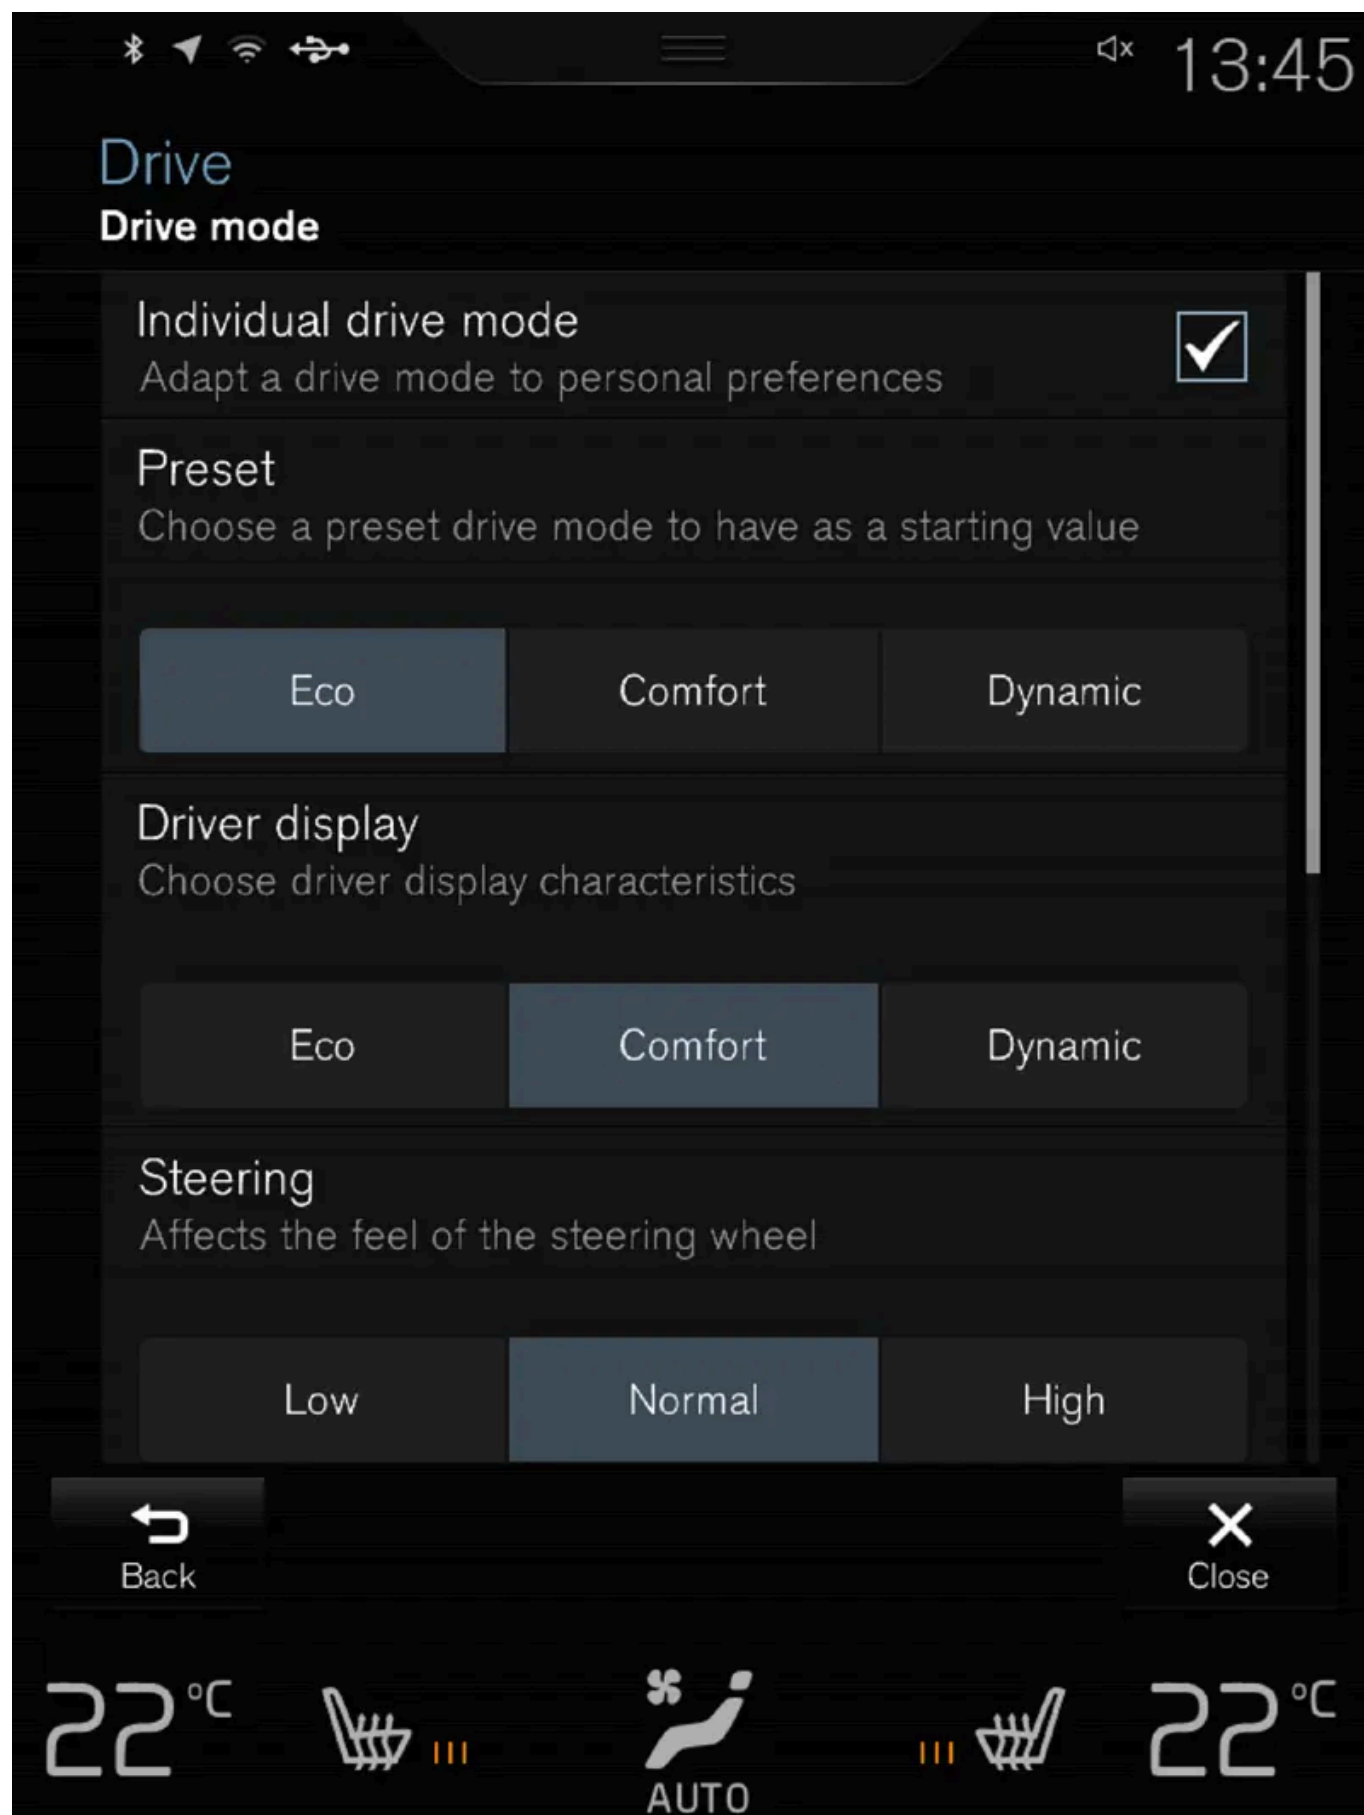 13:45
Drive
Drive mode
Individual drive mode
Adapt a drive mode to personal preferences
Preset
Choose a preset drive mode to have as a starting value
Eco Comfort Dynamic
Driver display
Choose driver display characteristics
Eco Comfort Dynamic
Steering
Affects the feel of the steering wheel
Low Normal High
Back Close
22°C 22°C
AUTO